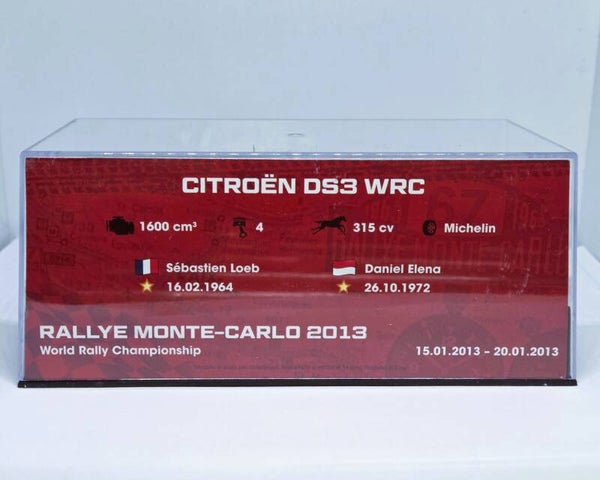 CITROËN DS3 WRC
1600 cm³ 4 315 cv Michelin
Sébastien Loeb Daniel Elena
16.02.1964 26.10.1972
RALLYE MONTE-CARLO 2013
World Rally Championship 15.01.2013 - 20.01.2013